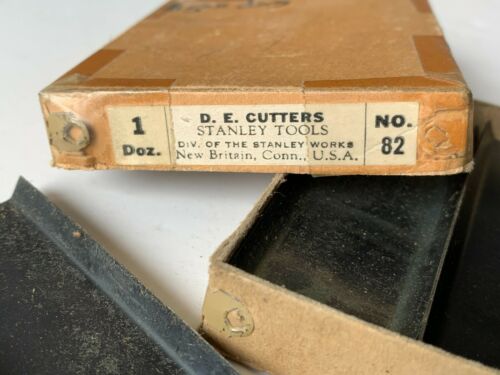 1
Doz.
D. E. CUTTERS
STANLEY TOOLS
DIV. OF THE STANLEY WORKS
New Britain, Conn., U.S.A.
NO.
82